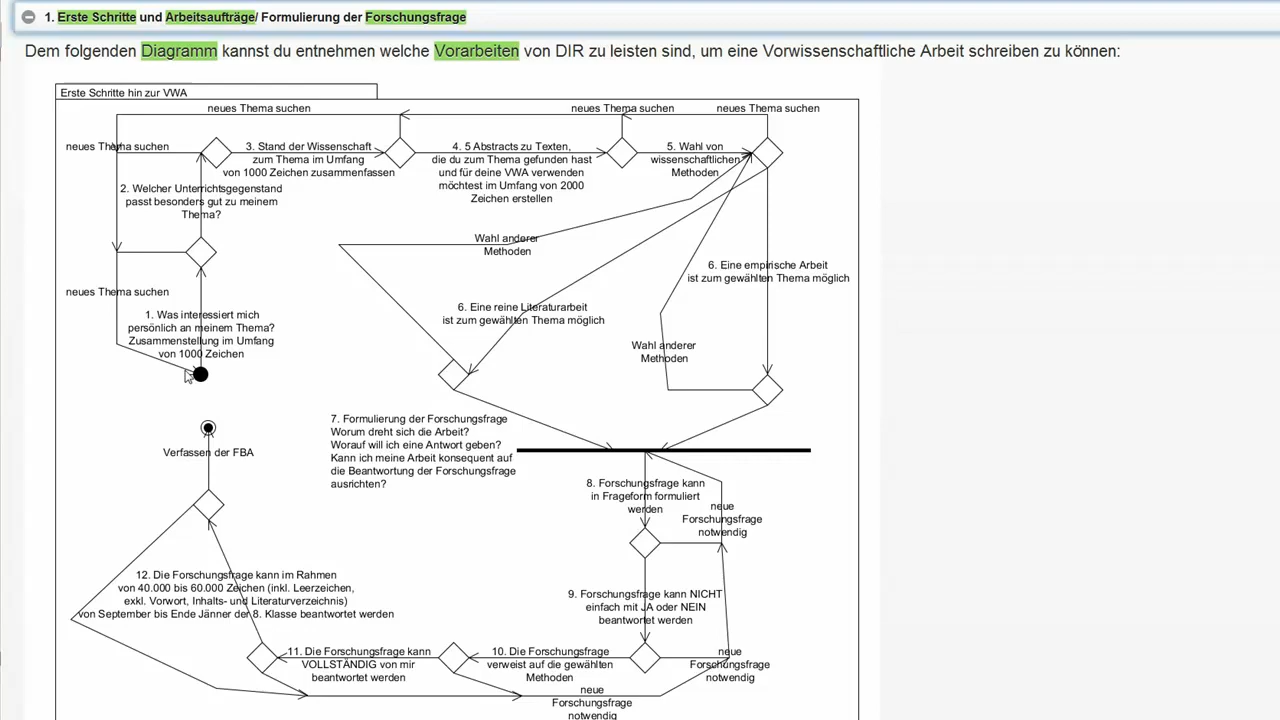 1. Erste Schritte und Arbeitsaufträge/ Formulierung der Forschungsfrage
Dem folgenden Diagramm kannst du entnehmen welche Vorarbeiten von DIR zu leisten sind, um eine Vorwissenschaftliche Arbeit schreiben zu können:
Erste Schritte hin zur VWA
neues Thema suchen
neues Thema suchen
neues Thema suchen
neues Thema suchen
3. Stand der Wissenschaft
zum Thema im Umfang
von 1000 Zeichen zusammenfassen
4. 5 Abstracts zu Texten,
die du zum Thema gefunden hast
und für deine VWA verwenden
möchtest im Umfang von 2000
Zeichen erstellen
5. Wahl von
wissenschaftlichen
Methoden
2. Welcher Unterrichtsgegenstand
passt besonders gut zu meinem
Thema?
Wahl anderer
Methoden
6. Eine empirische Arbeit
ist zum gewählten Thema möglich
neues Thema suchen
1. Was interessiert mich
persönlich an meinem Thema?
Zusammenstellung im Umfang
von 1000 Zeichen
6. Eine reine Literaturarbeit
ist zum gewählten Thema möglich
Wahl anderer
Methoden
7. Formulierung der Forschungsfrage
Worum dreht sich die Arbeit?
Worauf will ich eine Antwort geben?
Kann ich meine Arbeit konsequent auf
die Beantwortung der Forschungsfrage
ausrichten?
Verfassen der FBA
8. Forschungsfrage kann
in Frageform formuliert
werden
neue
Forschungsfrage
notwendig
12. Die Forschungsfrage kann im Rahmen
von 40.000 bis 60.000 Zeichen (inkl. Leerzeichen,
exkl. Vorwort, Inhalts- und Literaturverzeichnis)
von September bis Ende Jänner der 8. Klasse beantwortet werden
9. Forschungsfrage kann NICHT
einfach mit JA oder NEIN
beantwortet werden
11. Die Forschungsfrage kann
VOLLSTÄNDIG von mir
beantwortet werden
10. Die Forschungsfrage
verweist auf die gewählten
Methoden
neue
Forschungsfrage
notwendig
neue
Forschungsfrage
notwendig